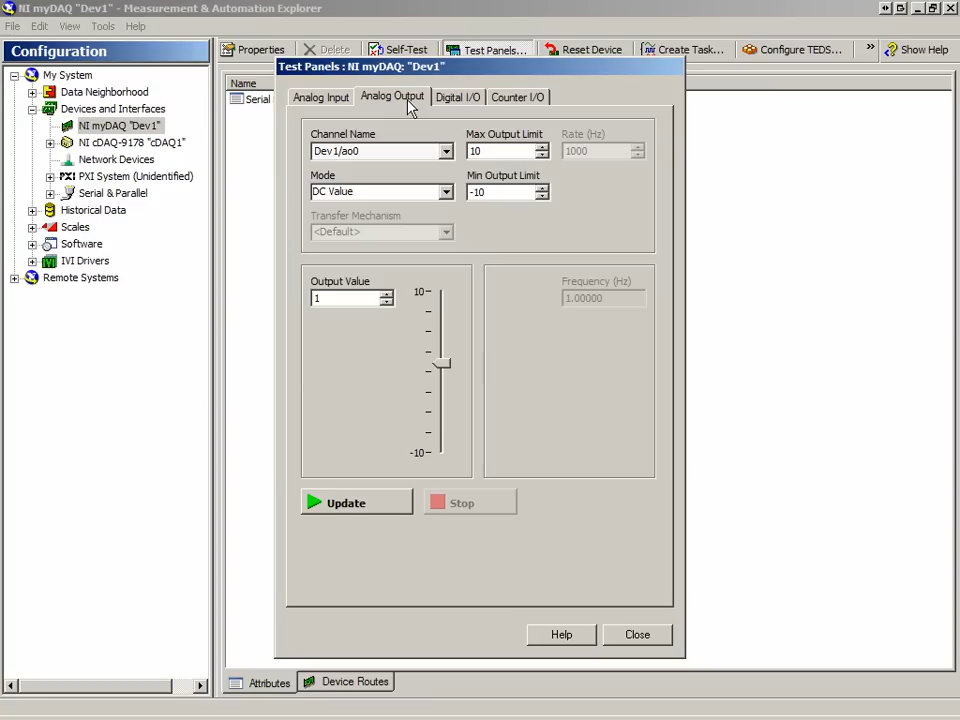 NI myDAQ "Dev1" - Measurement & Automation Explorer
File Edit View Tools Help
Configuration
My System
Data Neighborhood
Devices and Interfaces
NI myDAQ "Dev1"
NI cDAQ-9178 "cDAQ1"
Network Devices
PXI PXI System (Unidentified)
Serial & Parallel
Historical Data
Scales
Software
IVI Drivers
Remote Systems
Properties Delete Self-Test Test Panels... Reset Device Create Task... Configure TEDS... » Show Help
Name
Serial
Test Panels : NI myDAQ: "Dev1"
Analog Input Analog Output Digital I/O Counter I/O
Channel Name Max Output Limit Rate (Hz)
Dev1/ao0 10 1000
Mode Min Output Limit
DC Value -10
Transfer Mechanism
<Default>
Output Value Frequency (Hz)
1 10 1.00000
-10
Update Stop
Help Close
Attributes Device Routes